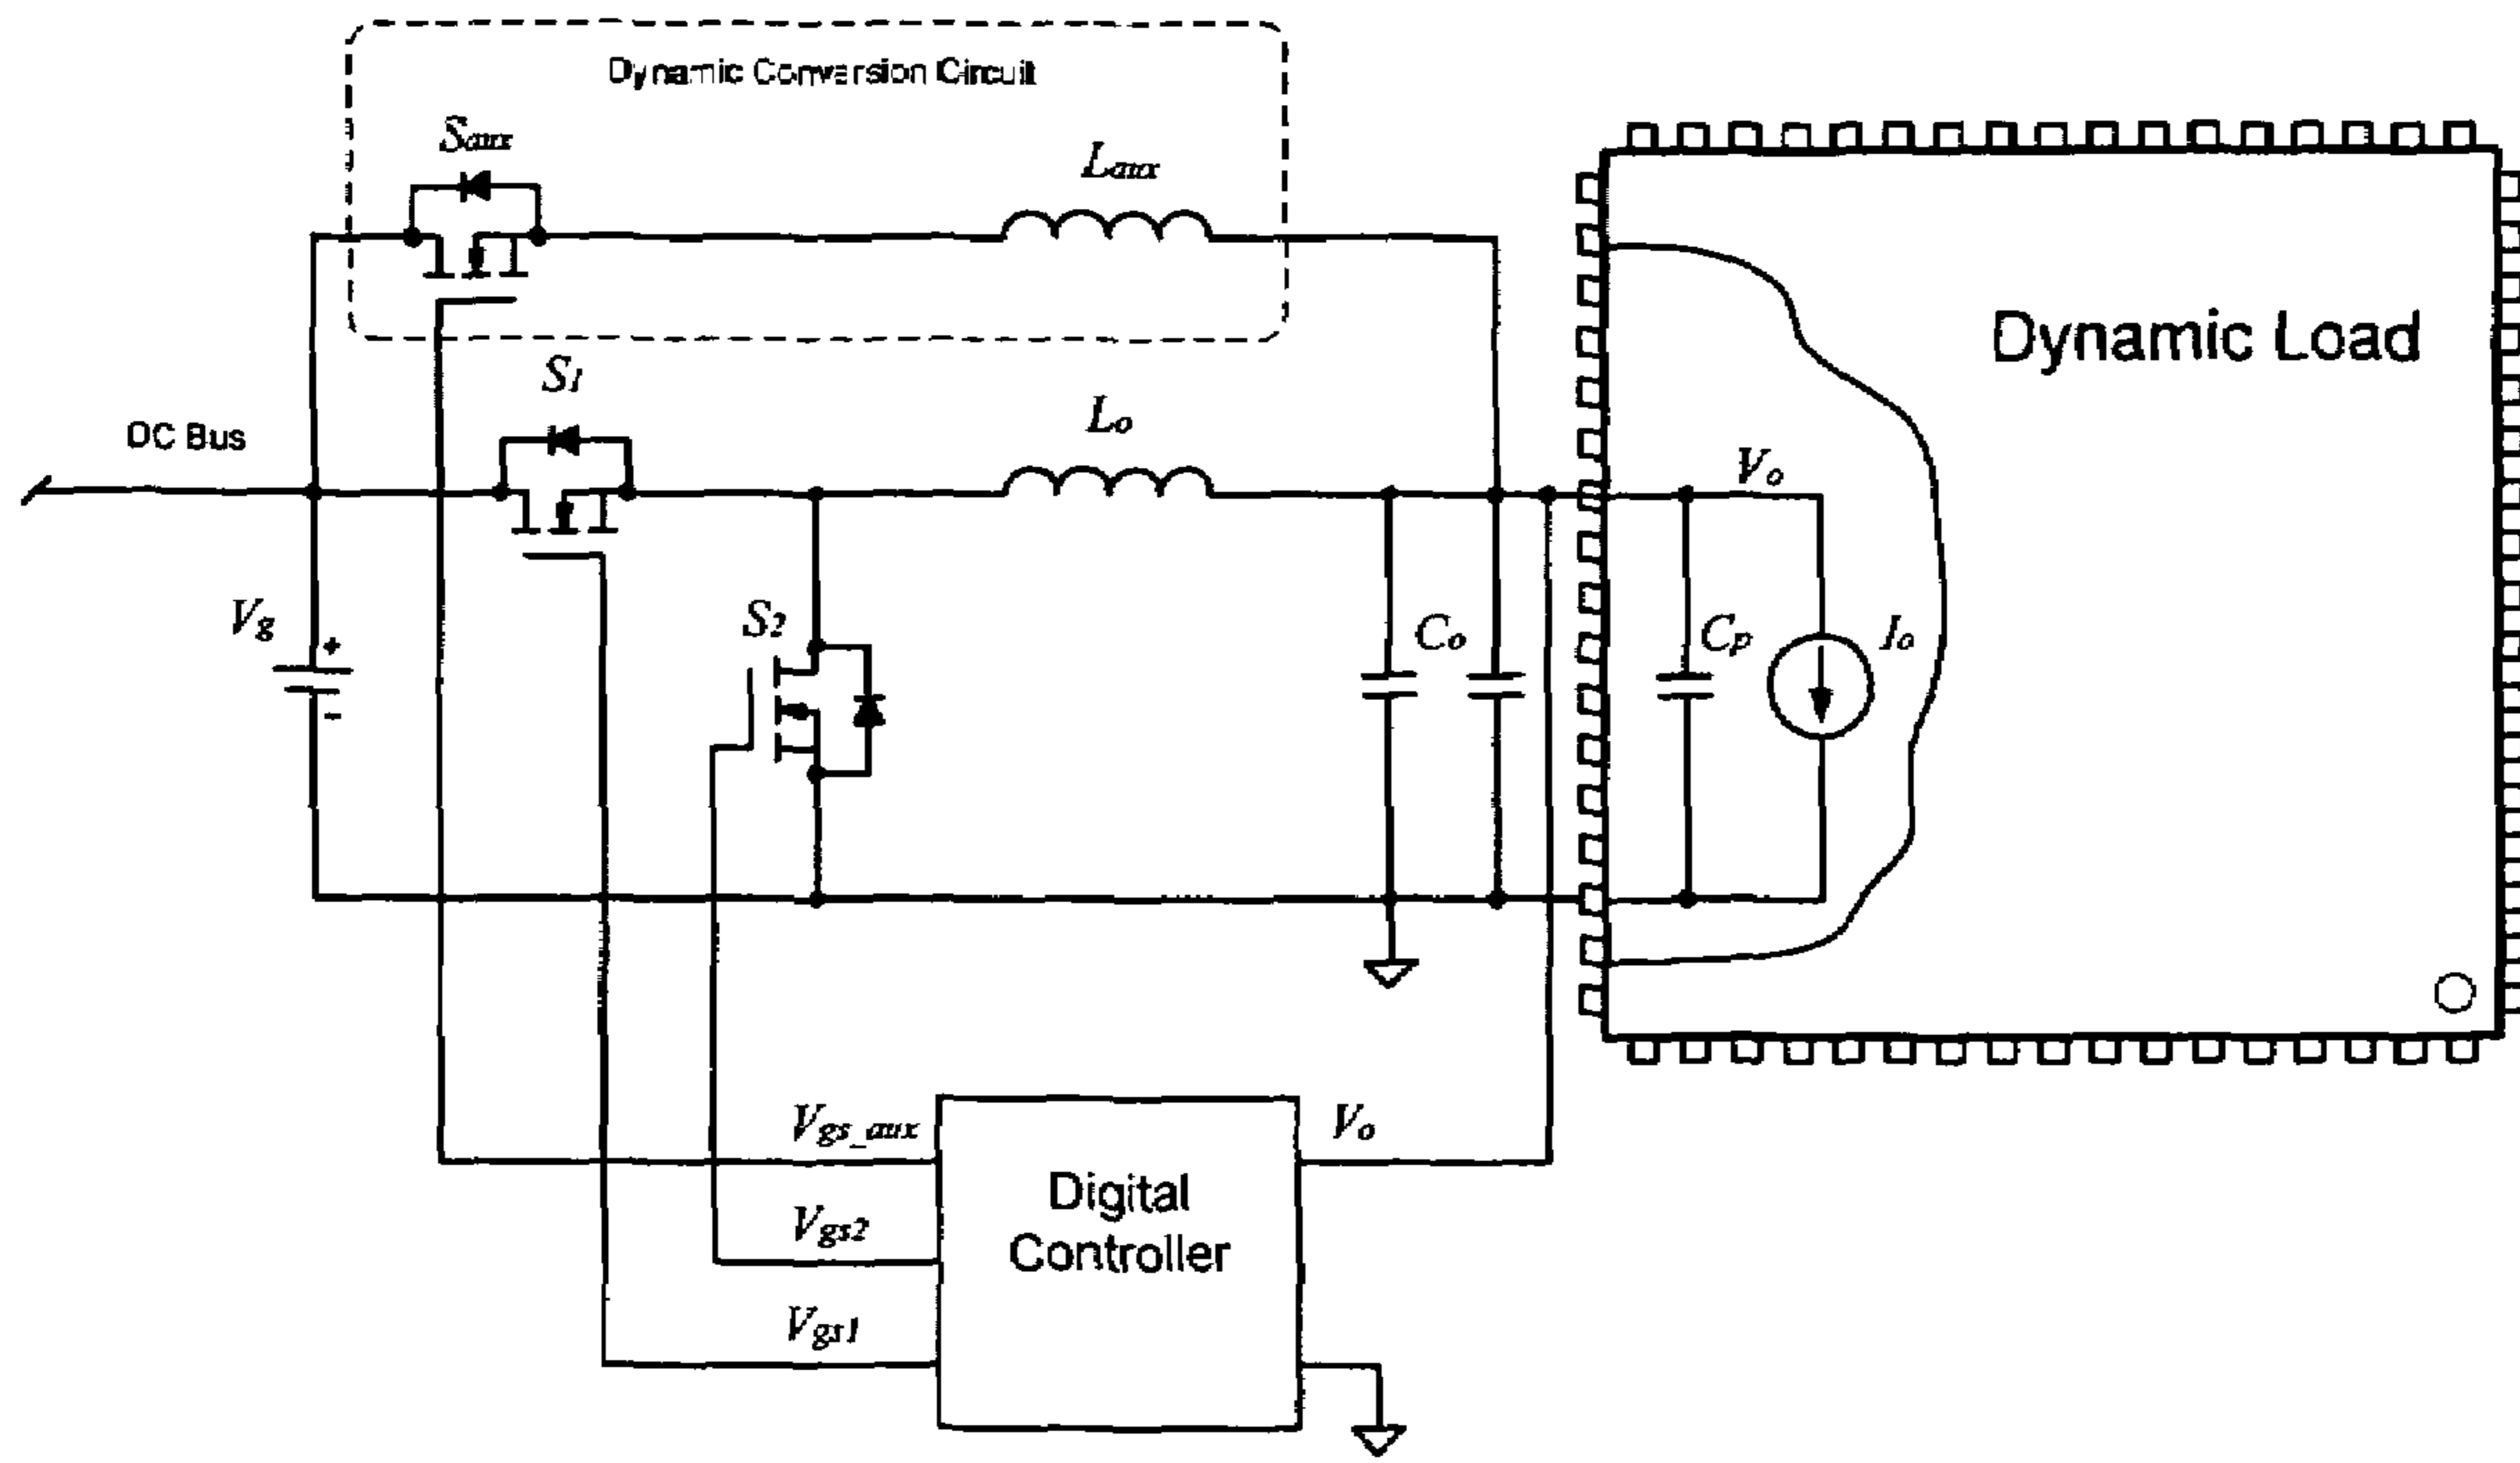 Dynamic Conversion Circuit
Saux
Laux
Dynamic Load
S1
Lo
DC Bus
Vo
Vg
+
-
S2
Co
Cp
Io
Vgs_aux
Vo
Digital
Controller
Vgs2
Vgs1